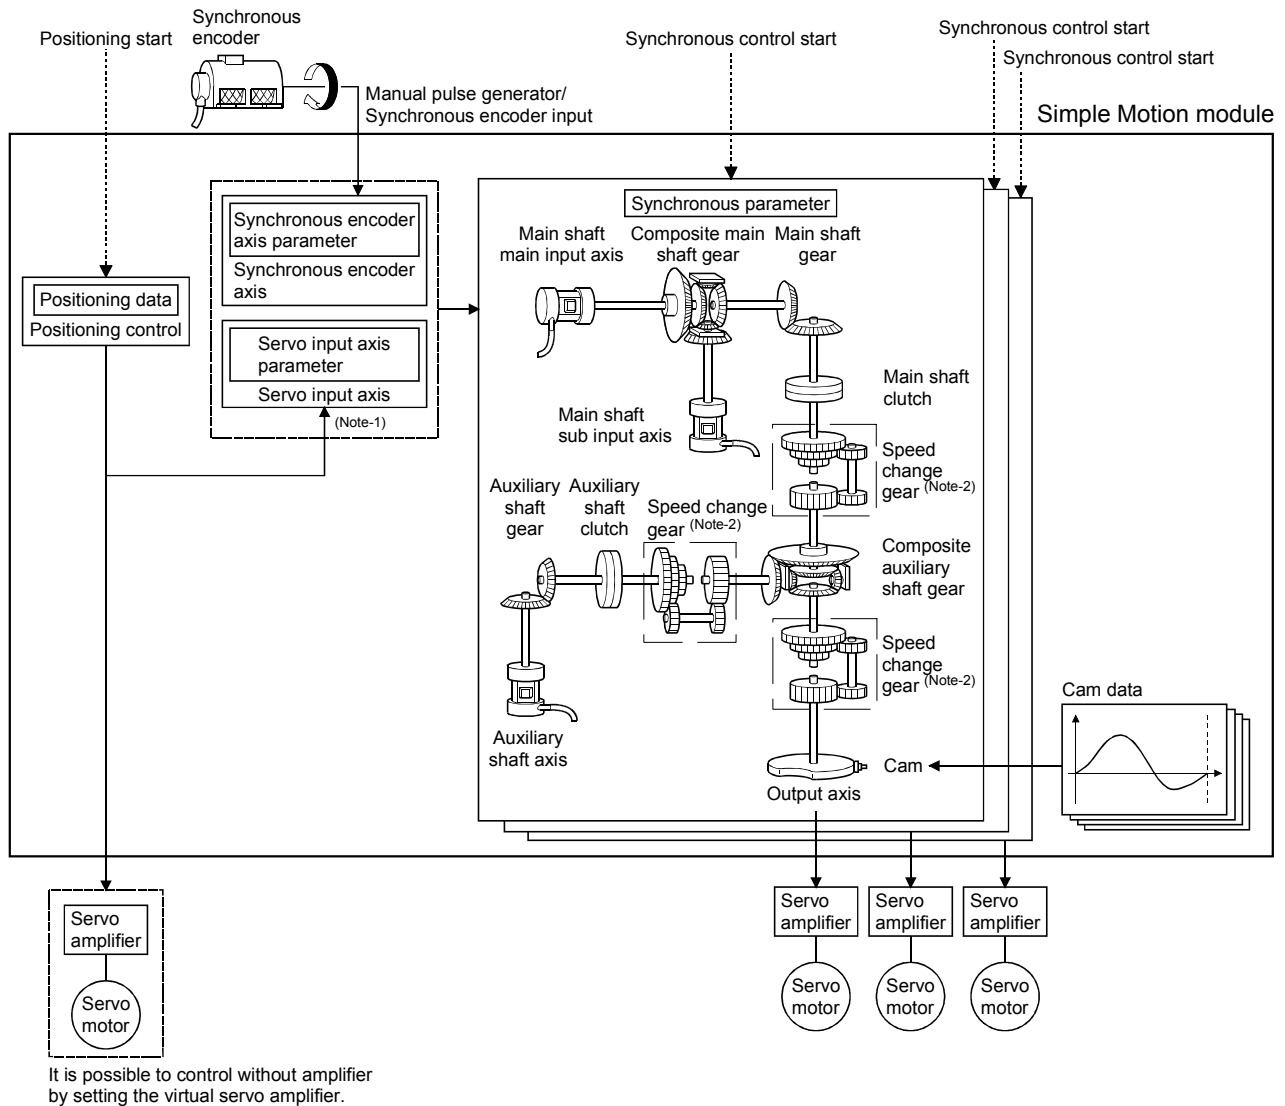 Positioning start
Synchronous
encoder
Synchronous control start
Synchronous control start
Synchronous control start
Manual pulse generator/
Synchronous encoder input
Simple Motion module
Synchronous encoder
axis parameter
Synchronous encoder
axis
Positioning data
Positioning control
Servo input axis
parameter
Servo input axis
(Note-1)
Synchronous parameter
Main shaft
main input axis
Composite main
shaft gear
Main shaft
gear
Main shaft
clutch
Main shaft
sub input axis
Speed
change
gear (Note-2)
Auxiliary
shaft
gear
Auxiliary
shaft
clutch
Speed change
gear (Note-2)
Composite
auxiliary
shaft gear
Speed
change
gear (Note-2)
Auxiliary
shaft axis
Cam data
Cam
Output axis
Servo
amplifier
Servo
motor
Servo
amplifier
Servo
amplifier
Servo
amplifier
Servo
motor
Servo
motor
Servo
motor
It is possible to control without amplifier
by setting the virtual servo amplifier.